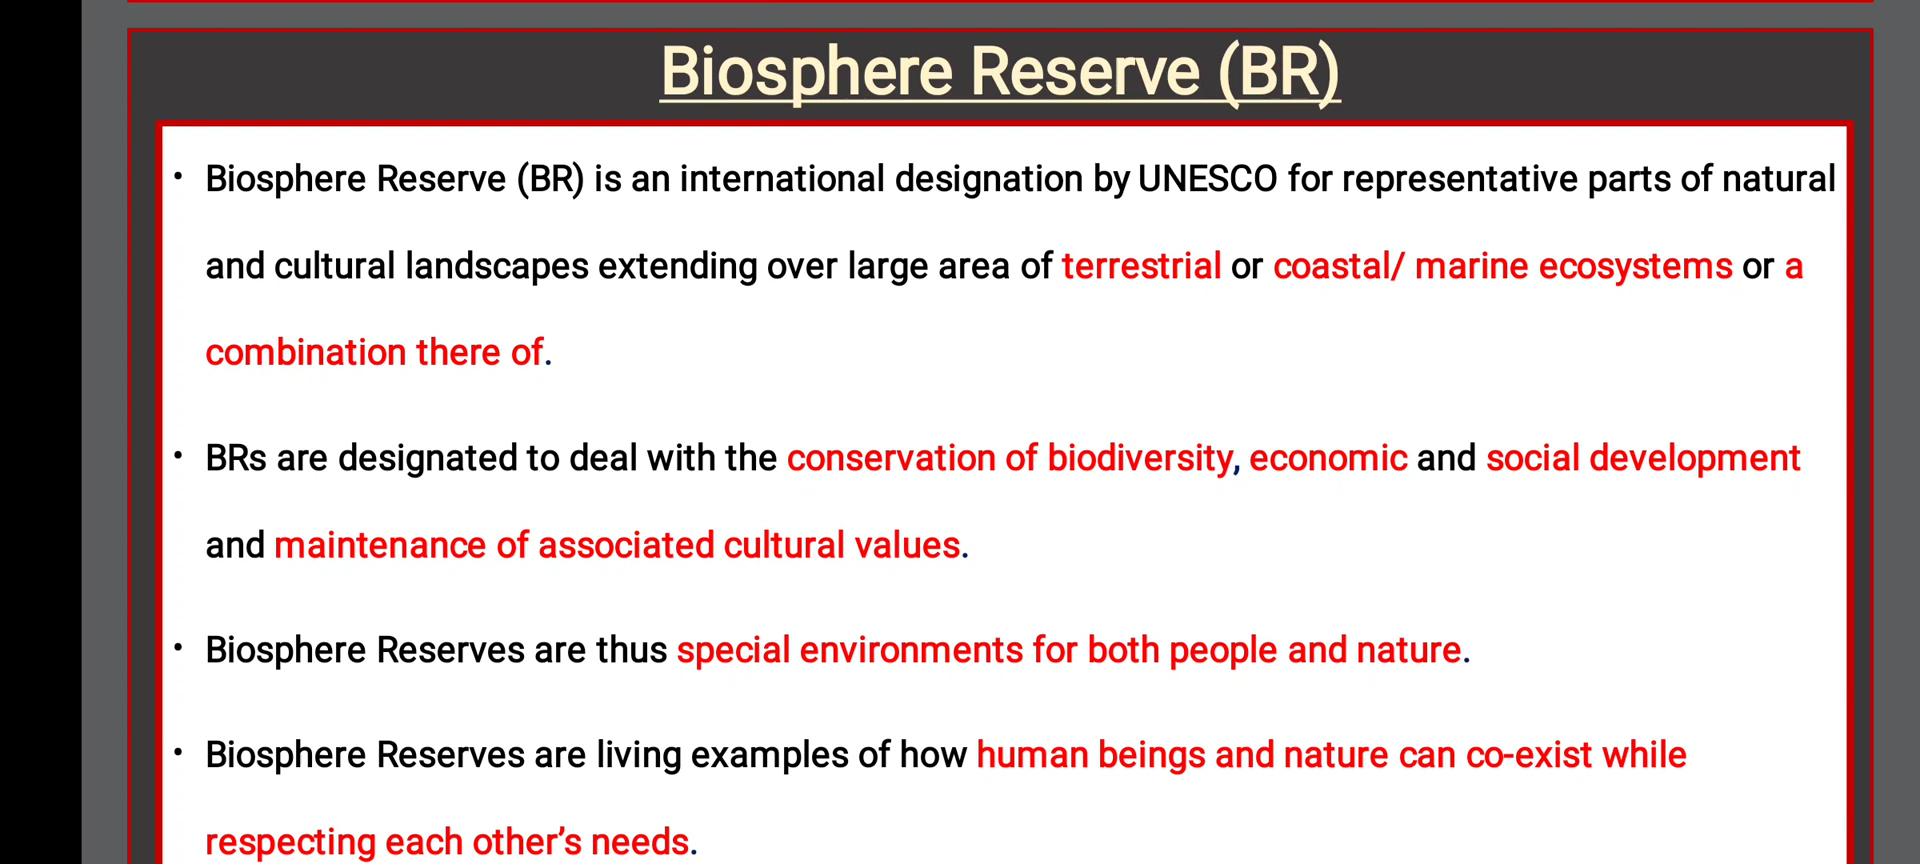 Biosphere Reserve (BR)
• Biosphere Reserve (BR) is an international designation by UNESCO for representative parts of natural
and cultural landscapes extending over large area of terrestrial or coastal/ marine ecosystems or a
combination there of.
• BRs are designated to deal with the conservation of biodiversity, economic and social development
and maintenance of associated cultural values.
• Biosphere Reserves are thus special environments for both people and nature.
• Biosphere Reserves are living examples of how human beings and nature can co-exist while
respecting each other’s needs.